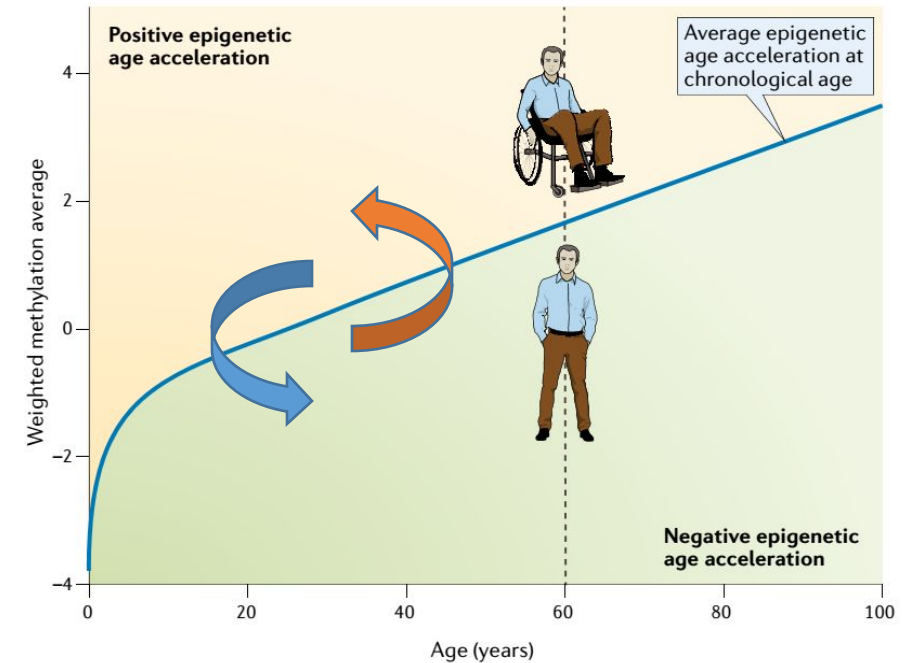 Positive epigenetic
age acceleration
Average epigenetic
age acceleration at
chronological age
Weighted methylation average
4
2
0
−2
−4
Negative epigenetic
age acceleration
0
20
40
60
80
100
Age (years)